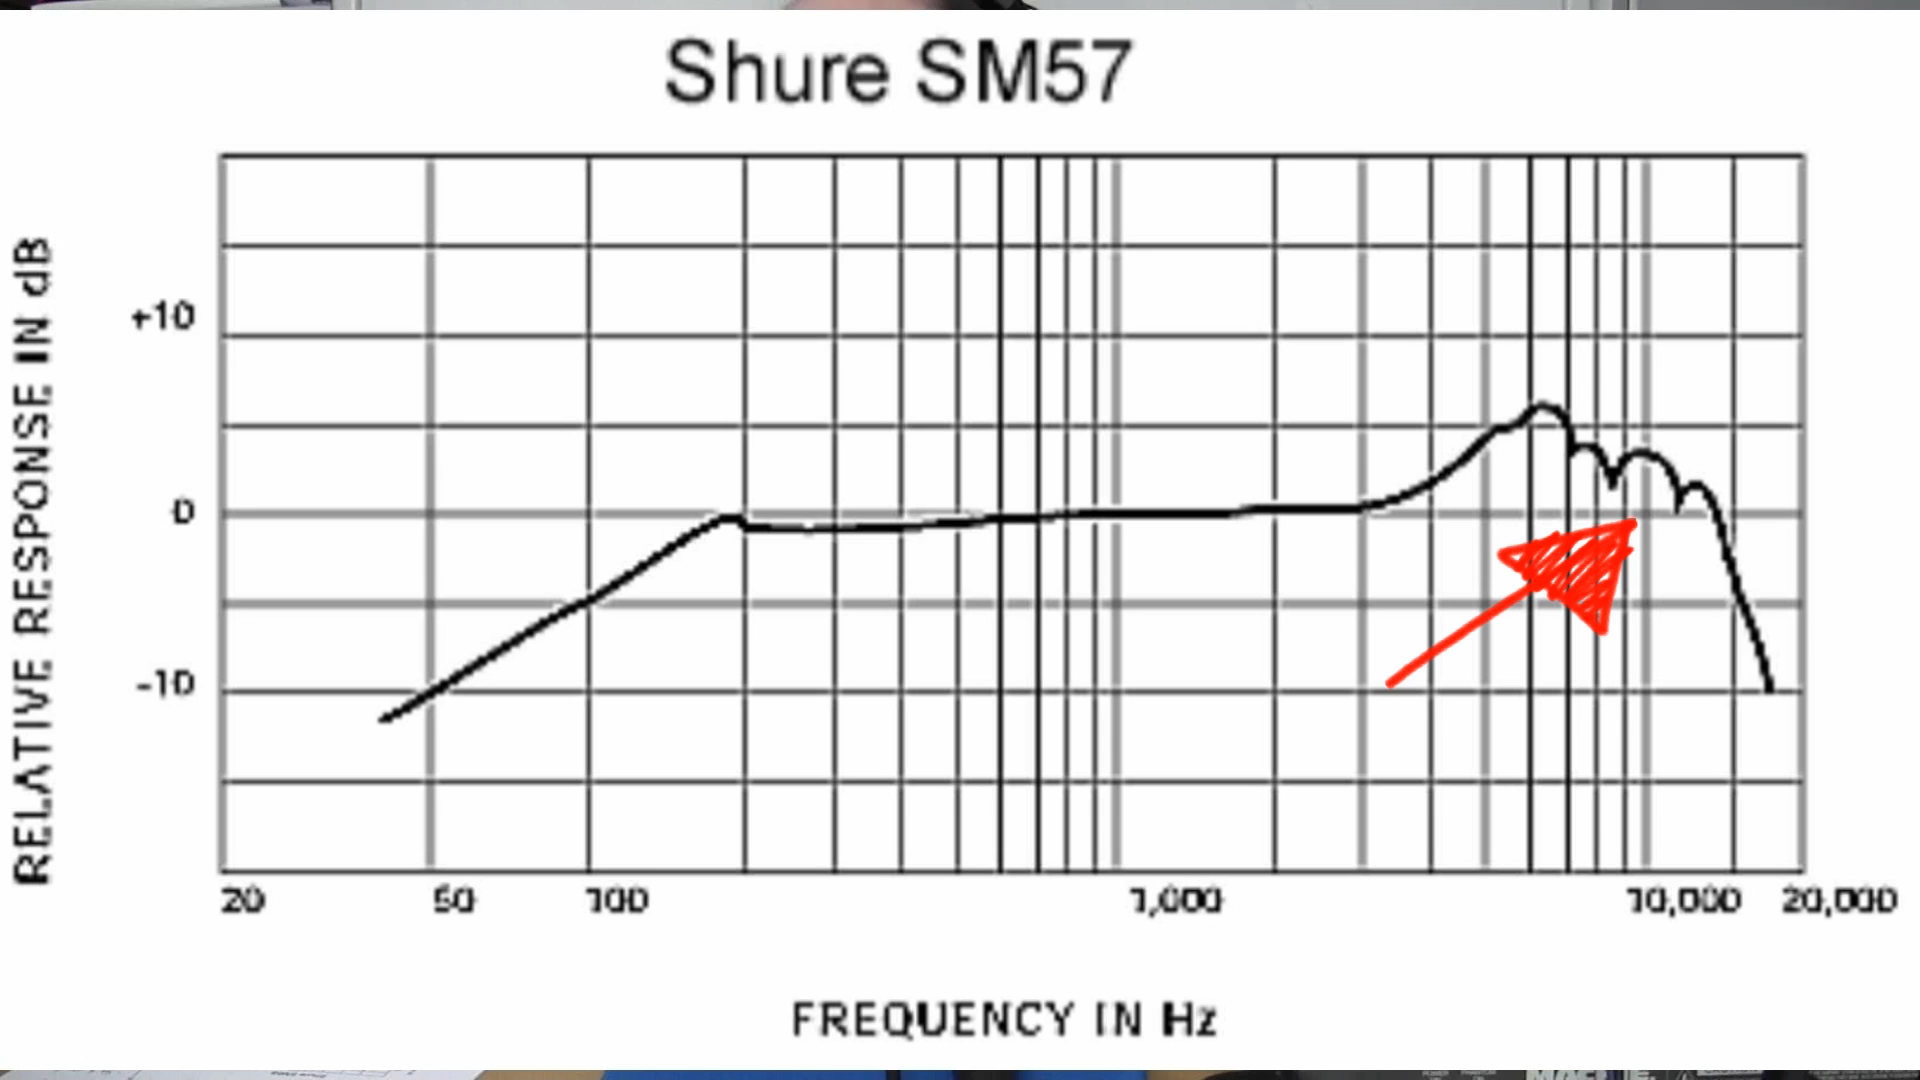 Shure SM57
RELATIVE RESPONSE IN dB
+10
0
-10
20 50 100 1,000 10,000 20,000
FREQUENCY IN Hz